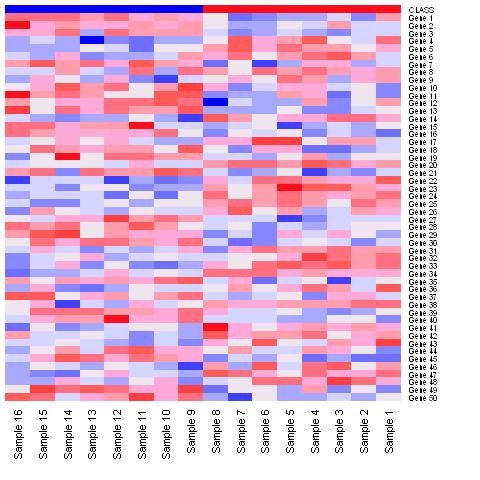 CLASS
Gene 1
Gene 2
Gene 3
Gene 4
Gene 5
Gene 6
Gene 7
Gene 8
Gene 9
Gene 10
Gene 11
Gene 12
Gene 13
Gene 14
Gene 15
Gene 16
Gene 17
Gene 18
Gene 19
Gene 20
Gene 21
Gene 22
Gene 23
Gene 24
Gene 25
Gene 26
Gene 27
Gene 28
Gene 29
Gene 30
Gene 31
Gene 32
Gene 33
Gene 34
Gene 35
Gene 36
Gene 37
Gene 38
Gene 39
Gene 40
Gene 41
Gene 42
Gene 43
Gene 44
Gene 45
Gene 46
Gene 47
Gene 48
Gene 49
Gene 50
Sample 16
Sample 15
Sample 14
Sample 13
Sample 12
Sample 11
Sample 10
Sample 9
Sample 8
Sample 7
Sample 6
Sample 5
Sample 4
Sample 3
Sample 2
Sample 1